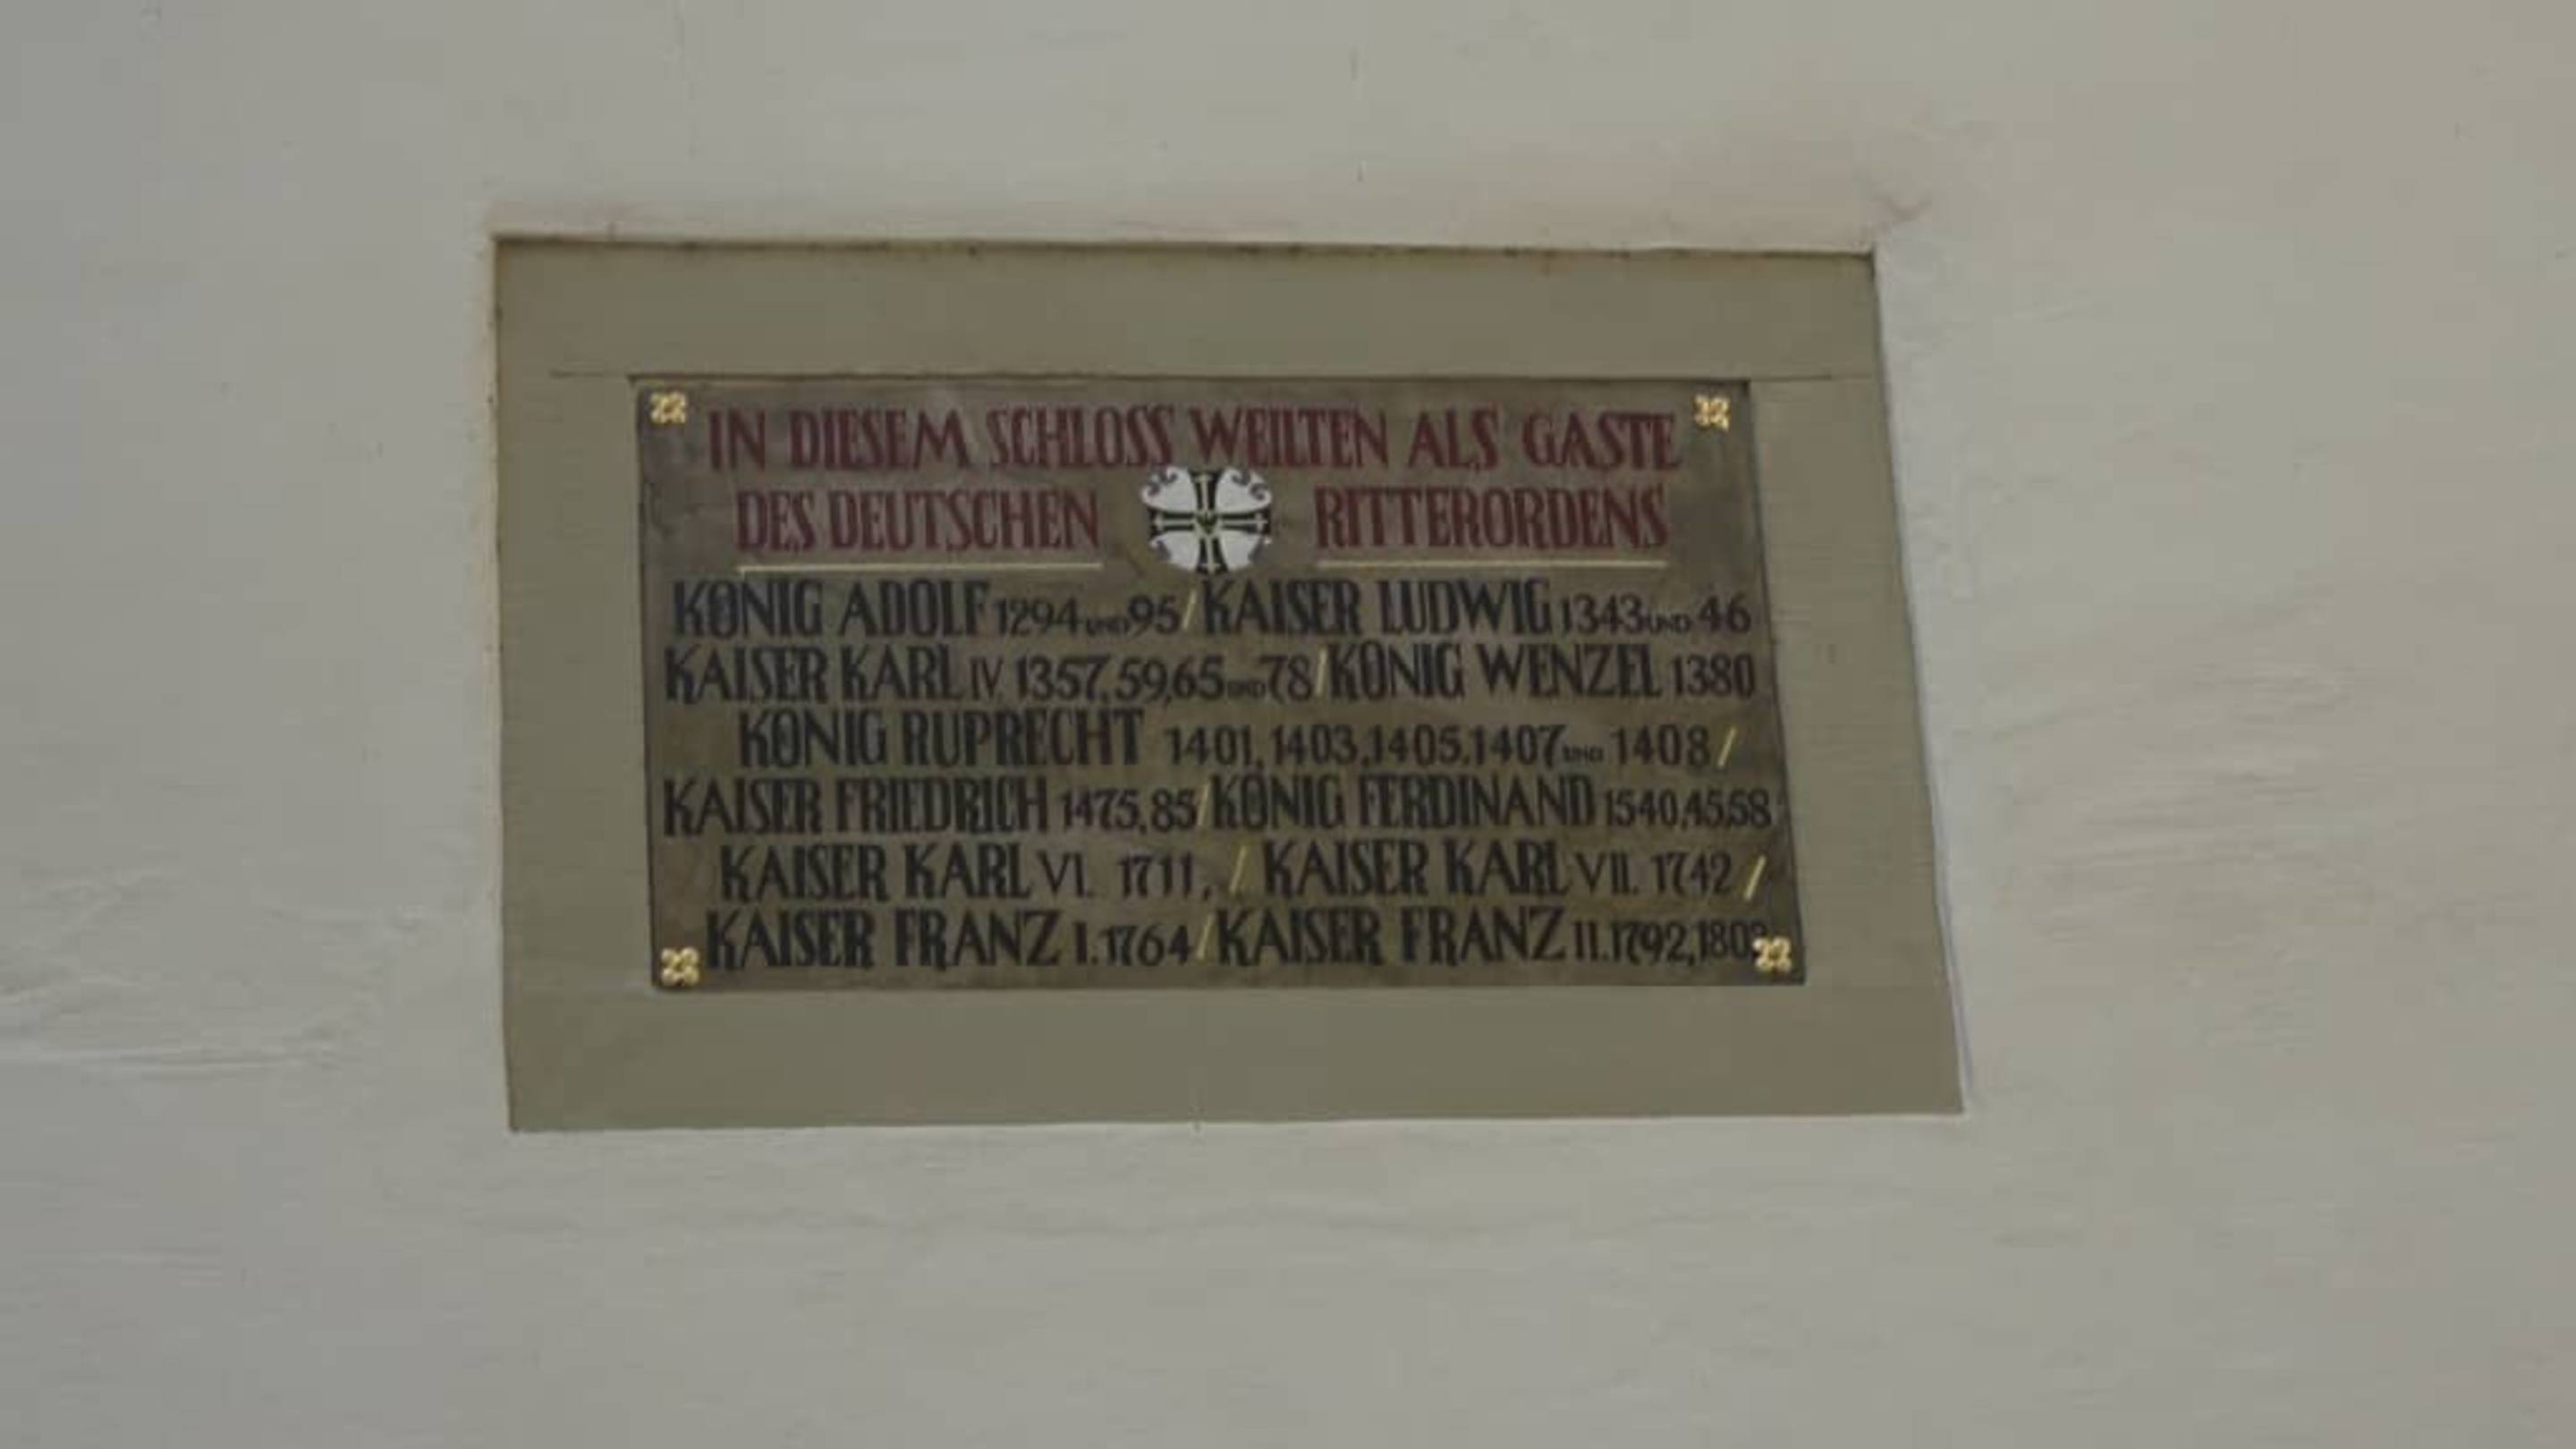 IN DIESEM SCHLOSS WEILTEN ALS GÄSTE
DES DEUTSCHEN RITTERORDENS
KÖNIG ADOLF 1294 UND 95 / KAISER LUDWIG 1343 UND 46
KAISER KARL IV 1357, 59, 65 UND 78 / KÖNIG WENZEL 1380
KÖNIG RUPRECHT 1401, 1403, 1405, 1407 UND 1408 /
KAISER FRIEDRICH 1475, 85 / KÖNIG FERDINAND 1540, 45, 58
KAISER KARL VI. 1711, / KAISER KARL VII. 1742 /
KAISER FRANZ I. 1764 / KAISER FRANZ II. 1792,